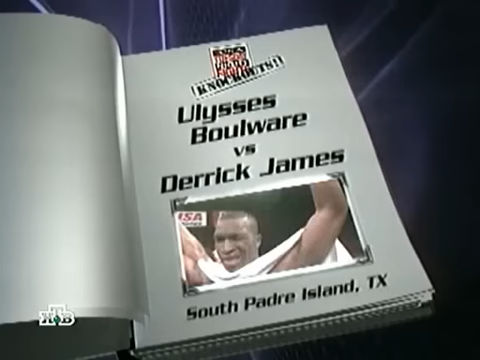 KNOCKOUTS!
Ulysses
Boulware
vs
Derrick James
USA
South Padre Island, TX
НТВ